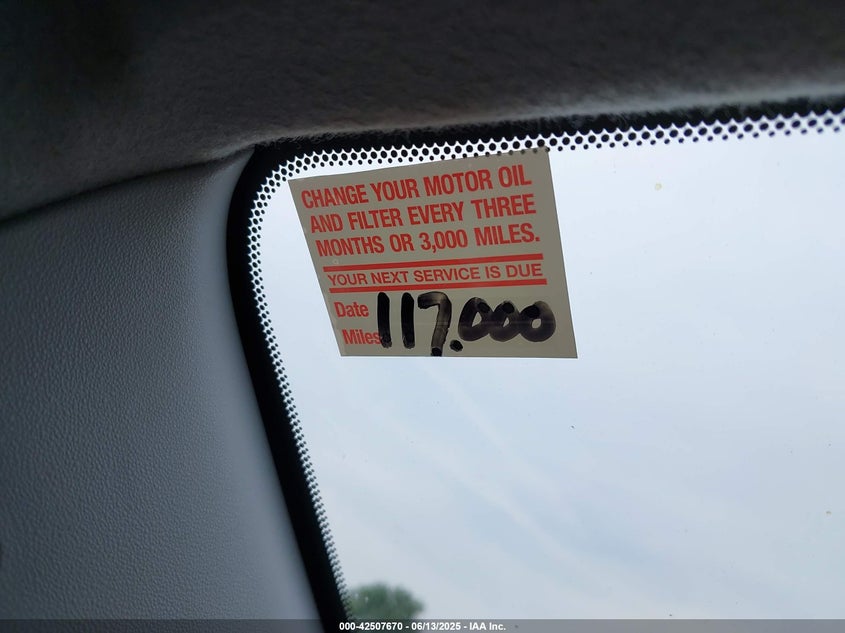 CHANGE YOUR MOTOR OIL
AND FILTER EVERY THREE
MONTHS OR 3,000 MILES.
YOUR NEXT SERVICE IS DUE
Date
Miles 117.000
000-42507670 - 06/13/2025 - IAA Inc.